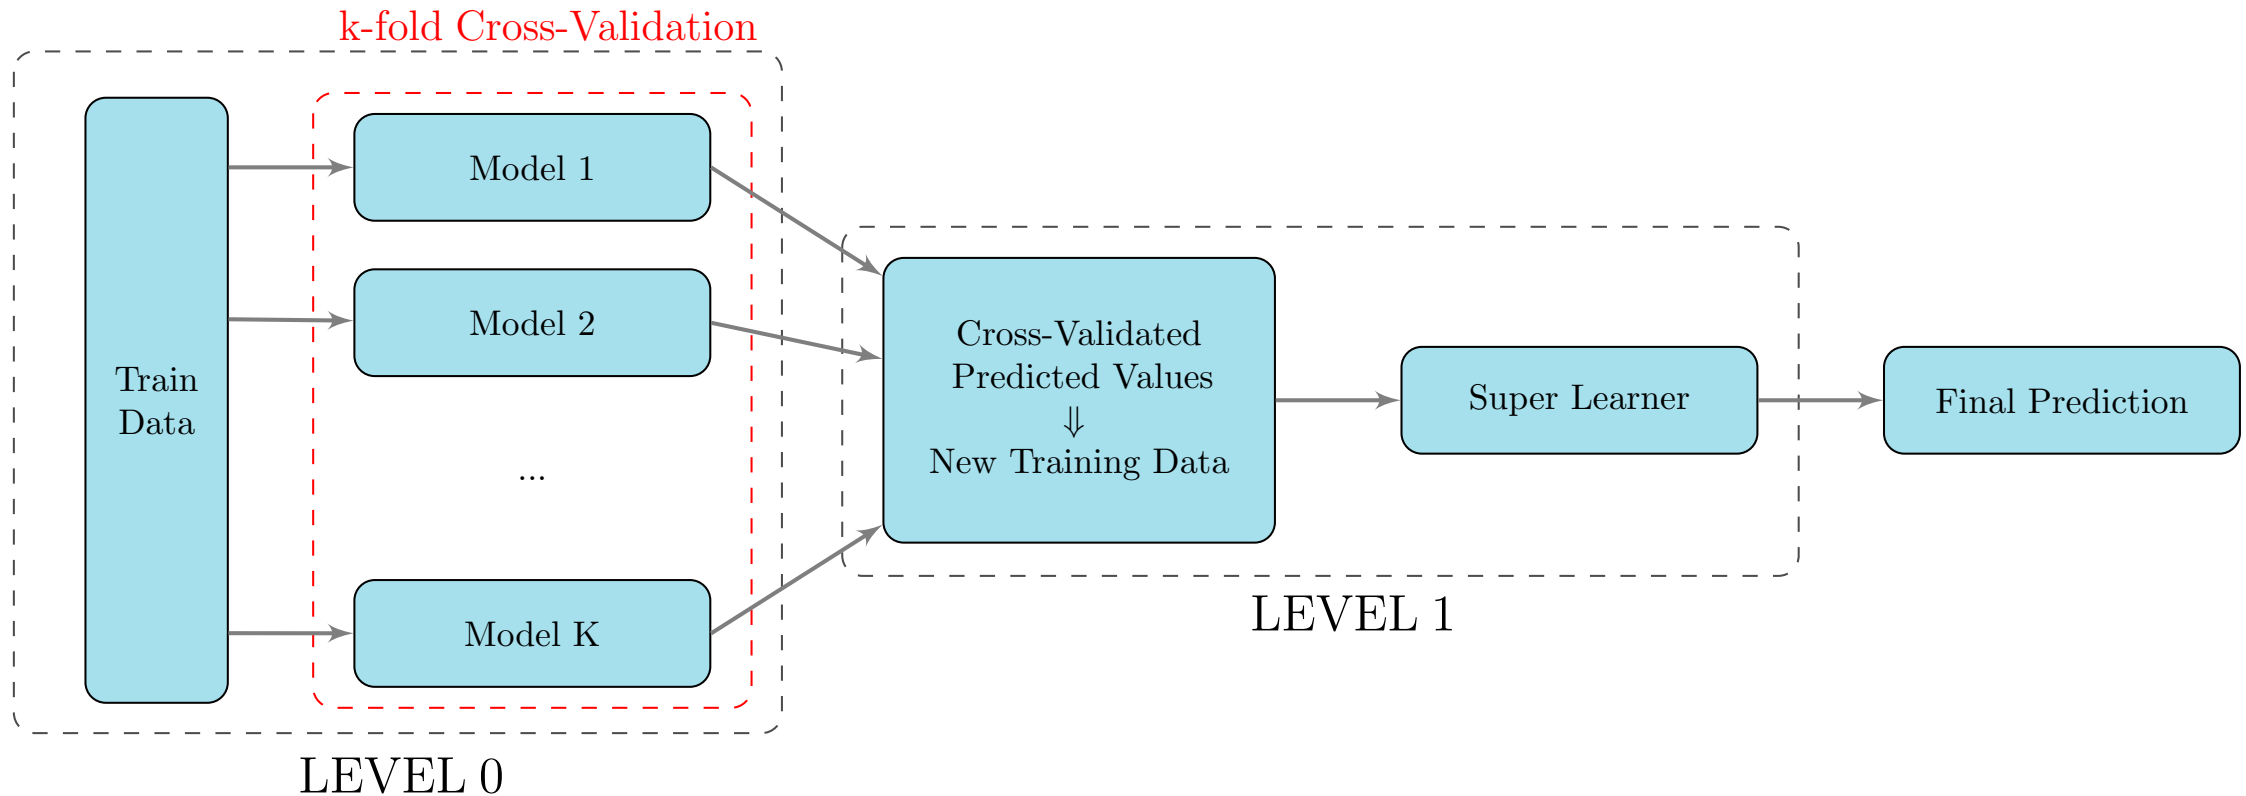 k-fold Cross-Validation
Train
Data
Model 1
Model 2
...
Model K
LEVEL 0
Cross-Validated
Predicted Values
⇓
New Training Data
Super Learner
LEVEL 1
Final Prediction